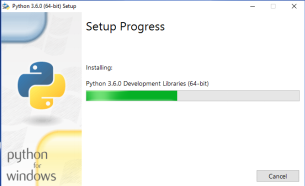 Python 3.6.0 (64-bit) Setup
Setup Progress
Installing:
Python 3.6.0 Development Libraries (64-bit)
python
for
windows
Cancel